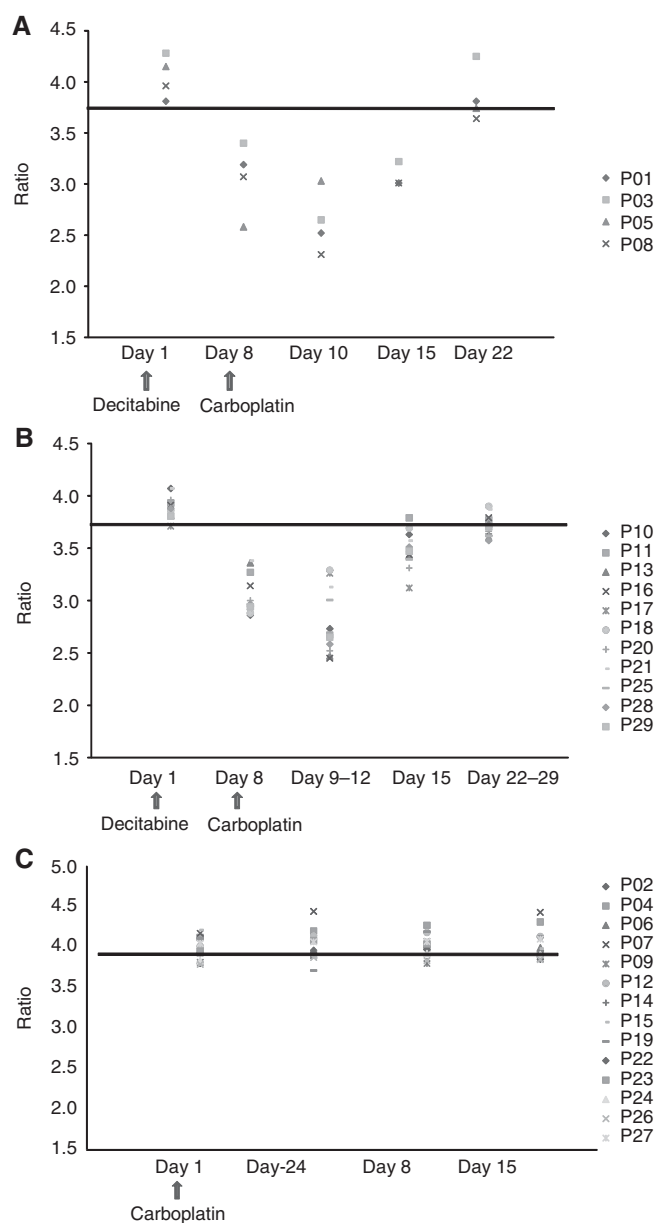 A
4.5
4.0
3.5
3.0
2.5
2.0
1.5
Ratio
P01
P03
P05
P08
Day 1 Day 8 Day 10 Day 15 Day 22
Decitabine Carboplatin
B
4.5
4.0
3.5
3.0
2.5
2.0
1.5
Ratio
P10
P11
P13
P16
P17
P18
P20
P21
P25
P28
P29
Day 1 Day 8 Day 9–12 Day 15 Day 22–29
Decitabine Carboplatin
C
5.0
4.5
4.0
3.5
3.0
2.5
2.0
1.5
Ratio
P02
P04
P06
P07
P09
P12
P14
P15
P19
P22
P23
P24
P26
P27
Day 1 Day-24 Day 8 Day 15
Carboplatin